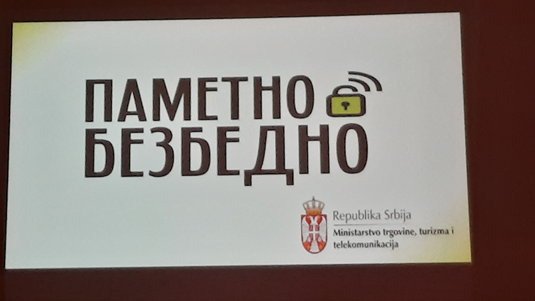 ПАМЕТНО
БЕЗБЕДНО
Republika Srbija
Ministarstvo trgovine, turizma i
telekomunikacija